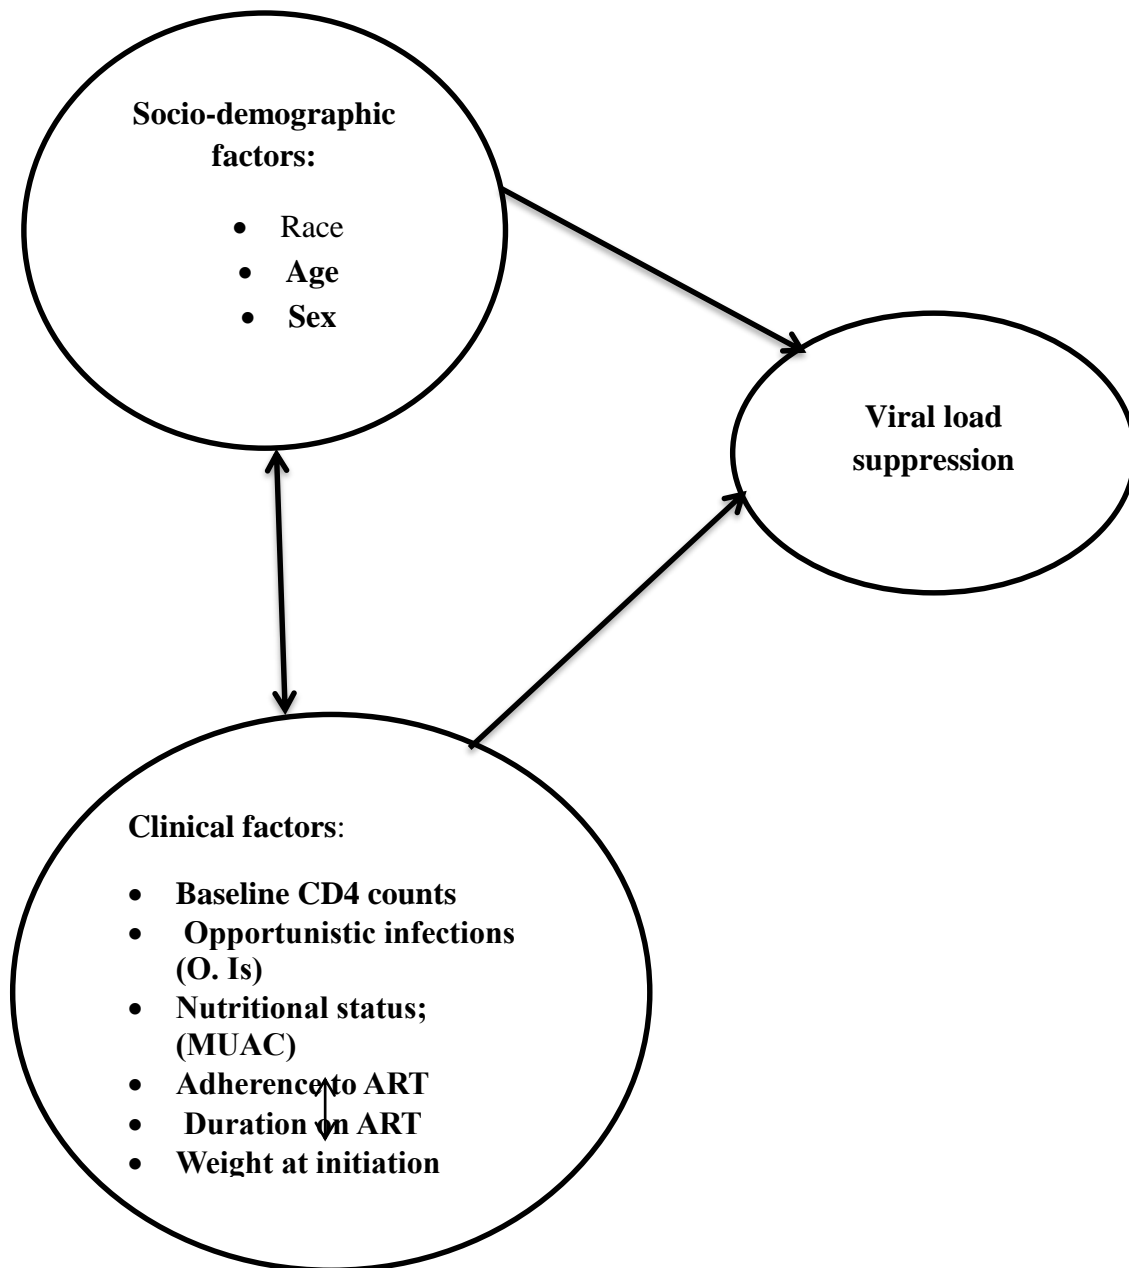 Socio-demographic
factors:
• Race
• Age
• Sex
Viral load
suppression
Clinical factors:
• Baseline CD4 counts
• Opportunistic infections
(O. Is)
• Nutritional status;
(MUAC)
• Adherence to ART
• Duration on ART
• Weight at initiation